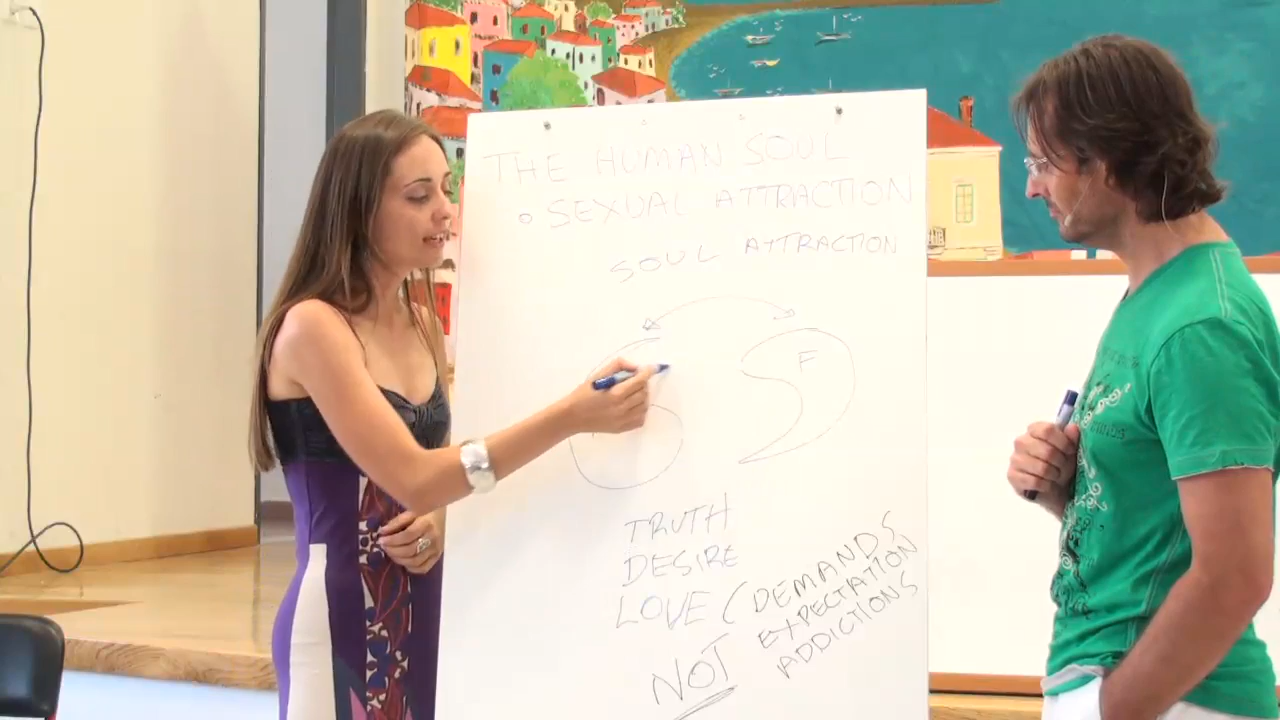 THE HUMAN SOUL
o SEXUAL ATTRACTION
SOUL ATTRACTION
F
TRUTH
DESIRE
LOVE ( DEMANDS
EXPECTATION
ADDICTIONS
NOT